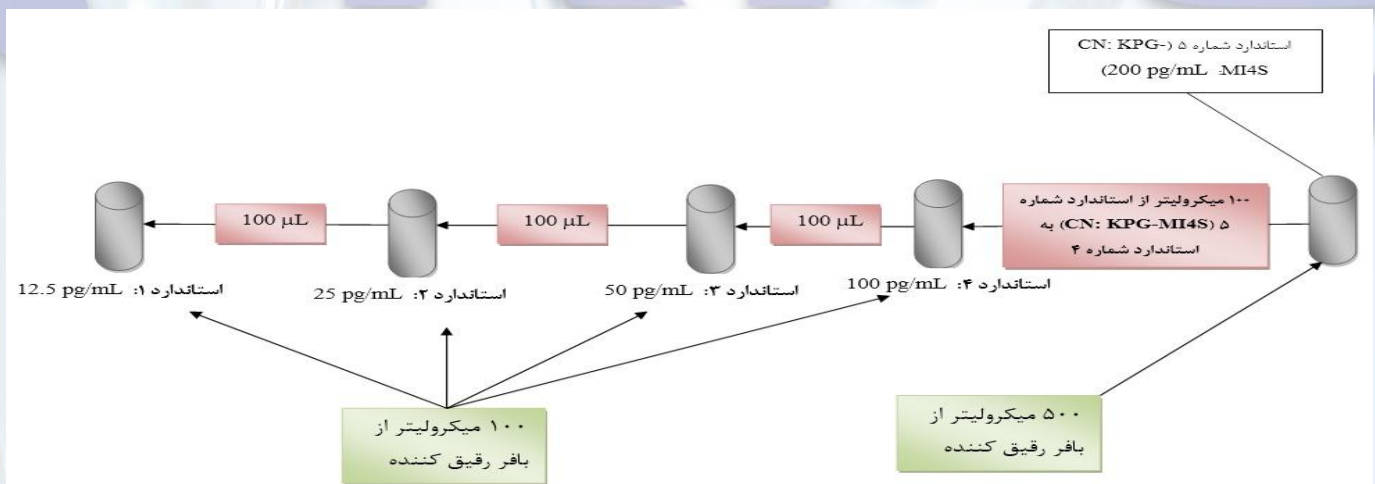 استاندارد شماره ۵ (CN: KPG-
MI4S: 200 pg/mL)
۱۰۰ میکرولیتر از استاندارد شماره
۵ (CN: KPG-MI4S) به
استاندارد شماره ۴
100 µL
100 µL
100 µL
استاندارد ۴: 100 pg/mL
استاندارد ۳: 50 pg/mL
استاندارد ۲: 25 pg/mL
استاندارد ۱: 12.5 pg/mL
۵۰۰ میکرولیتر از
بافر رقیق کننده
۱۰۰ میکرولیتر از
بافر رقیق کننده